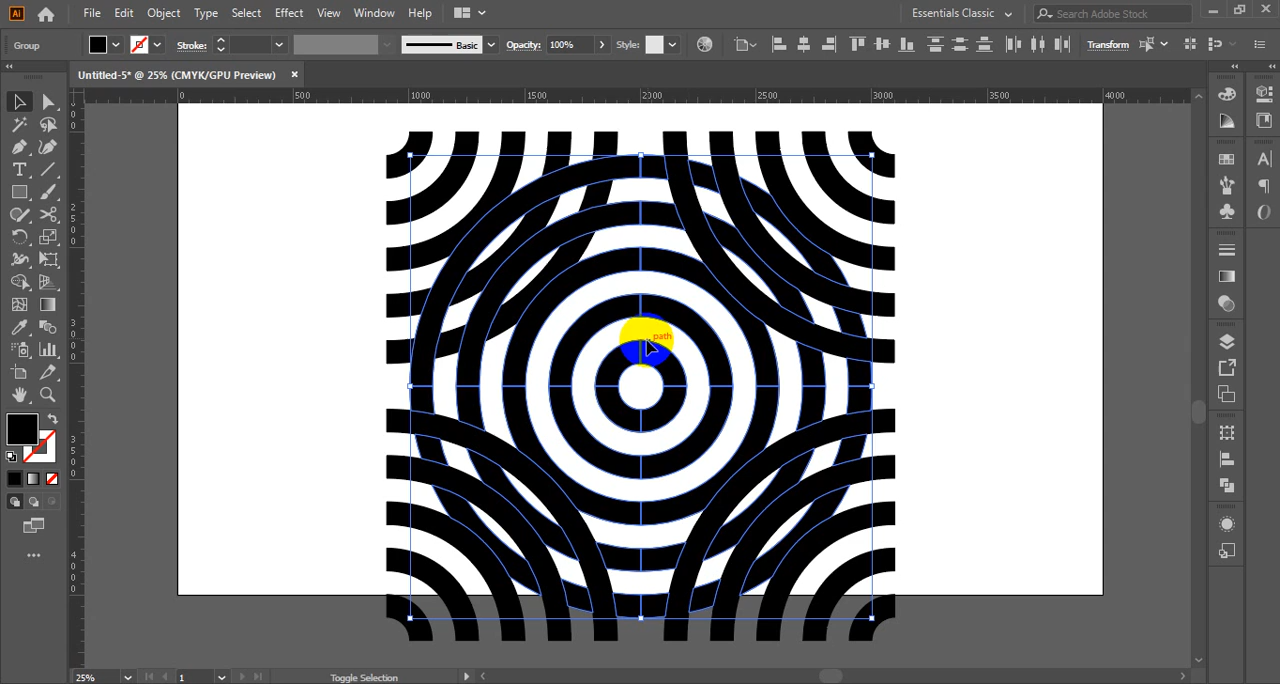 Ai File Edit Object Type Select Effect View Window Help Essentials Classic Search Adobe Stock
Group Stroke: Basic Opacity: 100% Style: Transform
Untitled-5* @ 25% (CMYK/GPU Preview)
0 500 1000 1500 2000 2500 3000 3500 4000
path
25% 1 Toggle Selection